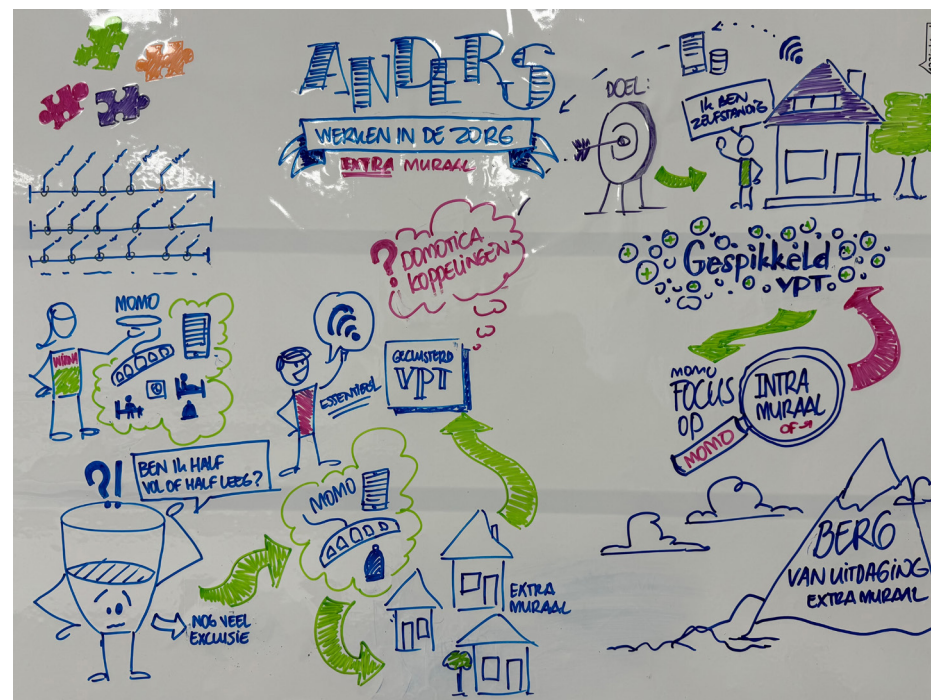 ANDERS
WERKEN IN DE ZORG
EXTRA MURAAL
DOEL:
IK BEN
ZELFSTANDIG
?
DOMOTICA
KOPPELINGEN
Gespikkeld
VPT
MOMO
ESSENTIEEL
GECLUSTERD
VPT
MOMO
FOCUS
OP
MOMO
INTRA
MURAAL
OF →
?!
BEN IK HALF
VOL OF HALF LEEG?
NOG VEEL
EXCLUSIE
MOMO
EXTRA
MURAAL
BERG
VAN UITDAGING
EXTRA MURAAL